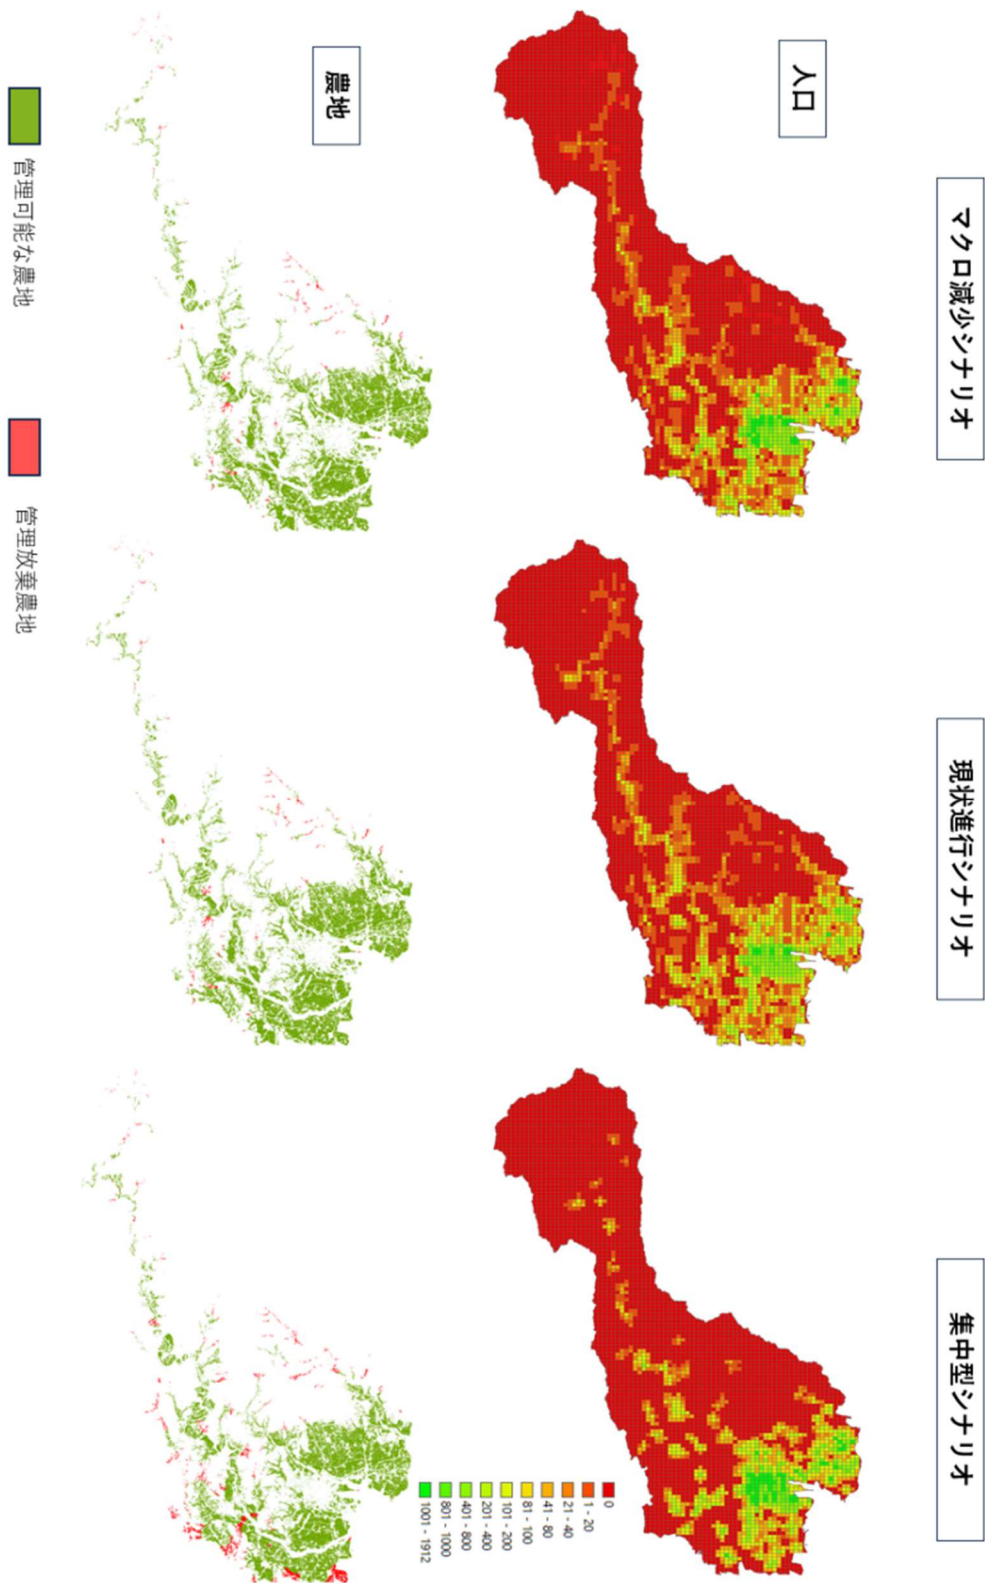 マクロ減少シナリオ
現状進行シナリオ
集中型シナリオ
人口
0
1 - 20
21 - 40
41 - 80
81 - 100
101 - 200
201 - 400
401 - 800
801 - 1000
1001 - 1912
農地
管理可能な農地
管理放棄農地